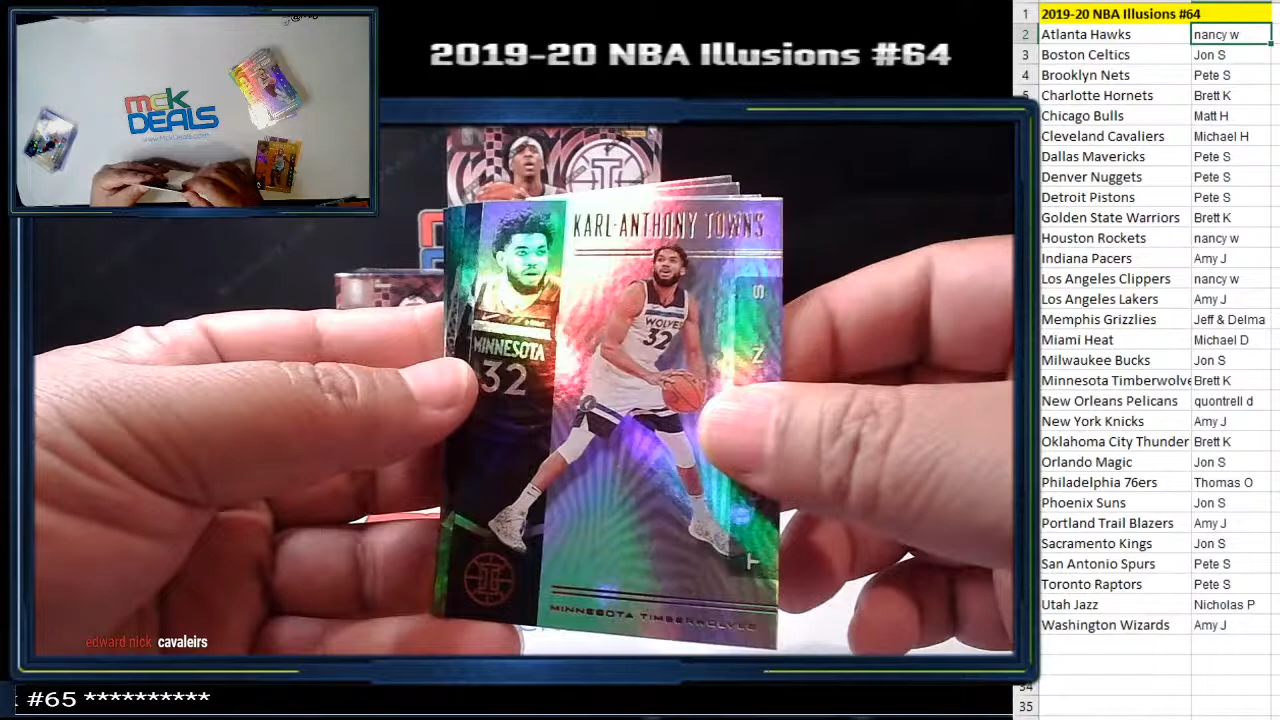 2019-20 NBA Illusions #64
mck
DEALS
www.MckDeals.com
KARL-ANTHONY TOWNS
WOLVES
32
MINNESOTA
32
MINNESOTA TIMBERWOLVES
edward nick cavaleirs
#65 **********
1 2019-20 NBA Illusions #64
2 Atlanta Hawks nancy w
3 Boston Celtics Jon S
4 Brooklyn Nets Pete S
5 Charlotte Hornets Brett K
Chicago Bulls Matt H
Cleveland Cavaliers Michael H
Dallas Mavericks Pete S
Denver Nuggets Pete S
Detroit Pistons Pete S
Golden State Warriors Brett K
Houston Rockets nancy w
Indiana Pacers Amy J
Los Angeles Clippers nancy w
Los Angeles Lakers Amy J
Memphis Grizzlies Jeff & Delma
Miami Heat Michael D
Milwaukee Bucks Jon S
Minnesota Timberwolve Brett K
New Orleans Pelicans quontrell d
New York Knicks Amy J
Oklahoma City Thunder Brett K
Orlando Magic Jon S
Philadelphia 76ers Thomas O
Phoenix Suns Jon S
Portland Trail Blazers Amy J
Sacramento Kings Jon S
San Antonio Spurs Pete S
Toronto Raptors Pete S
Utah Jazz Nicholas P
Washington Wizards Amy J
34
35